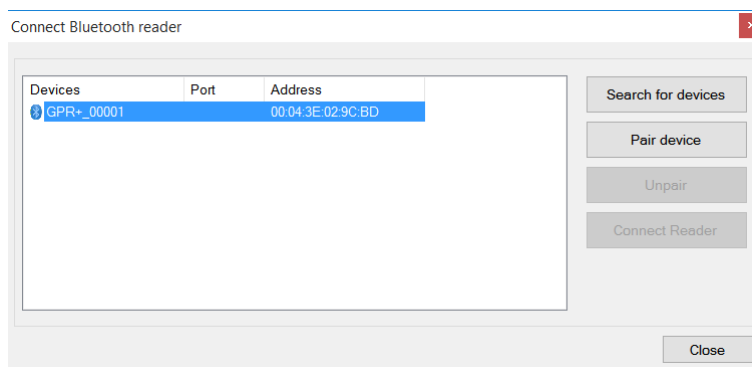 Connect Bluetooth reader
Devices Port Address
GPR+_00001 00:04:3E:02:9C:BD
Search for devices
Pair device
Unpair
Connect Reader
Close